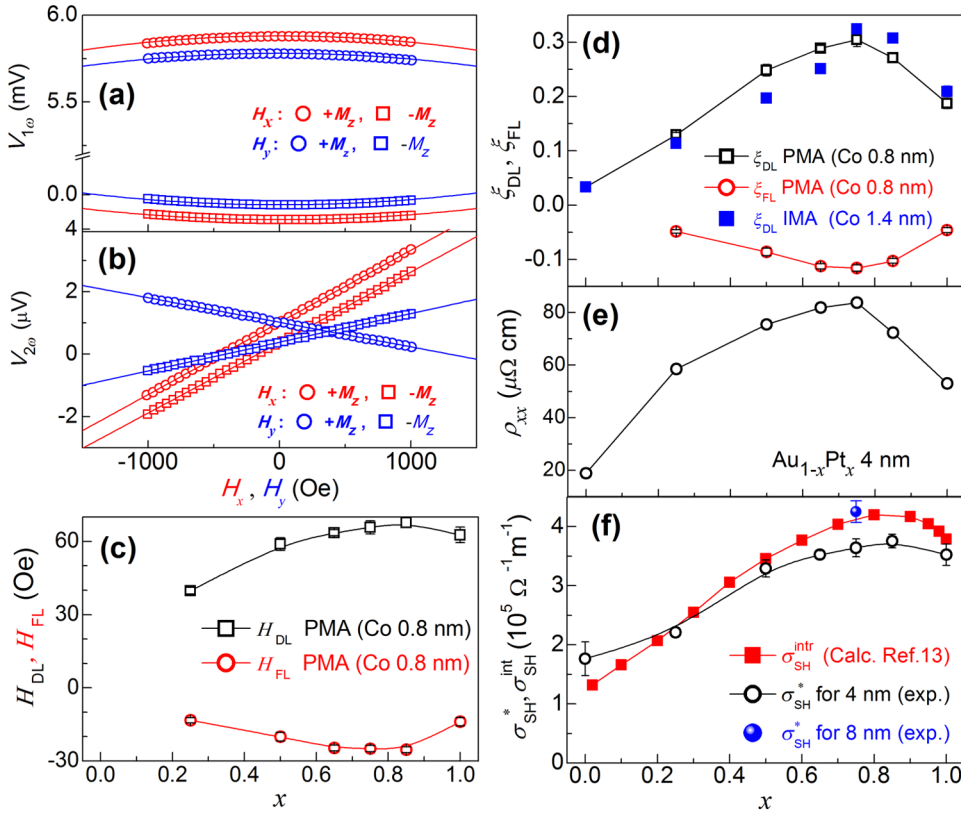 6.0
5.5
0.0
V1ω (mV)
(a)
Hx: +Mz, -Mz
Hy: +Mz, -Mz
4
2
0
-2
V2ω (μV)
(b)
Hx: +Mz, -Mz
Hy: +Mz, -Mz
-1000 0 1000
Hx, Hy (Oe)
(c)
60
30
0
-30
HDL, HFL (Oe)
HDL PMA (Co 0.8 nm)
HFL PMA (Co 0.8 nm)
0.0 0.2 0.4 0.6 0.8 1.0
x
(d)
0.3
0.2
0.1
0.0
-0.1
ξDL, ξFL
ξDL PMA (Co 0.8 nm)
ξFL PMA (Co 0.8 nm)
ξDL IMA (Co 1.4 nm)
(e)
80
60
40
20
ρxx (μΩ cm)
Au1-xPtx 4 nm
(f)
4
3
2
1
0
σ*SH, σintSH (10^5 Ω^-1m^-1)
σintrSH (Calc. Ref.13)
σ*SH for 4 nm (exp.)
σ*SH for 8 nm (exp.)
0.0 0.2 0.4 0.6 0.8 1.0
x